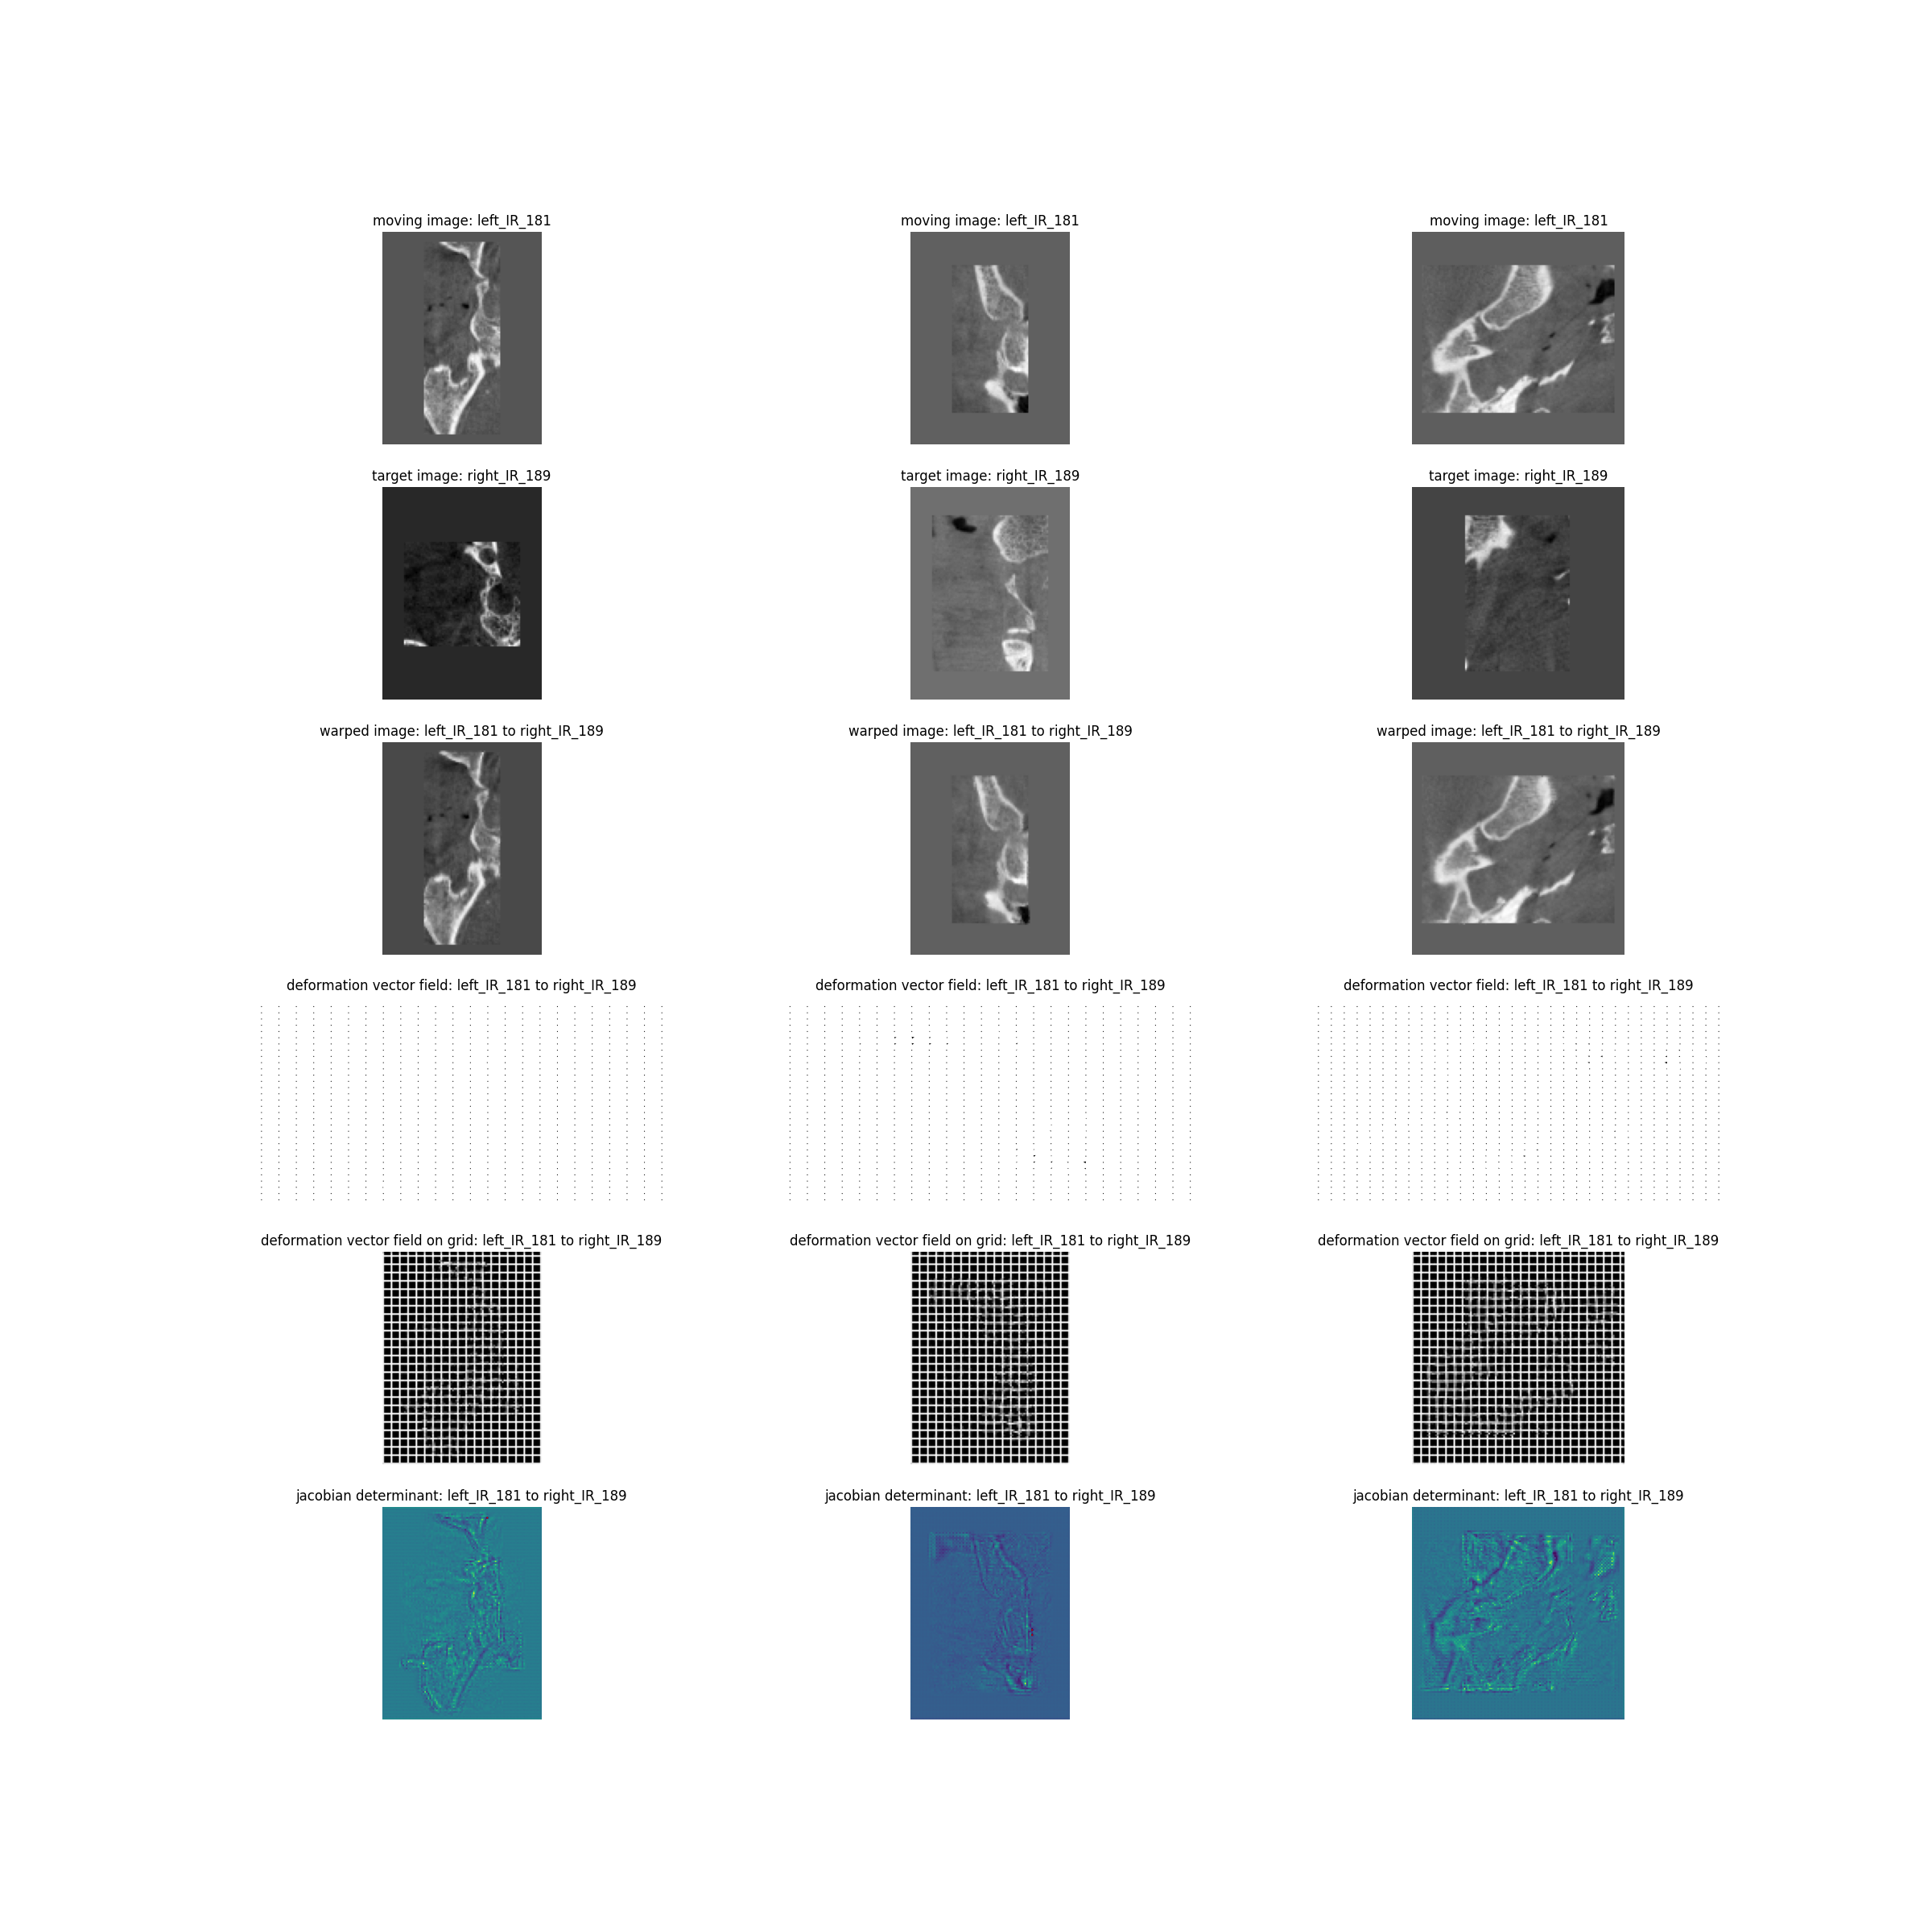 moving image: left_IR_181
moving image: left_IR_181
moving image: left_IR_181
target image: right_IR_189
target image: right_IR_189
target image: right_IR_189
warped image: left_IR_181 to right_IR_189
warped image: left_IR_181 to right_IR_189
warped image: left_IR_181 to right_IR_189
deformation vector field: left_IR_181 to right_IR_189
deformation vector field: left_IR_181 to right_IR_189
deformation vector field: left_IR_181 to right_IR_189
deformation vector field on grid: left_IR_181 to right_IR_189
deformation vector field on grid: left_IR_181 to right_IR_189
deformation vector field on grid: left_IR_181 to right_IR_189
jacobian determinant: left_IR_181 to right_IR_189
jacobian determinant: left_IR_181 to right_IR_189
jacobian determinant: left_IR_181 to right_IR_189